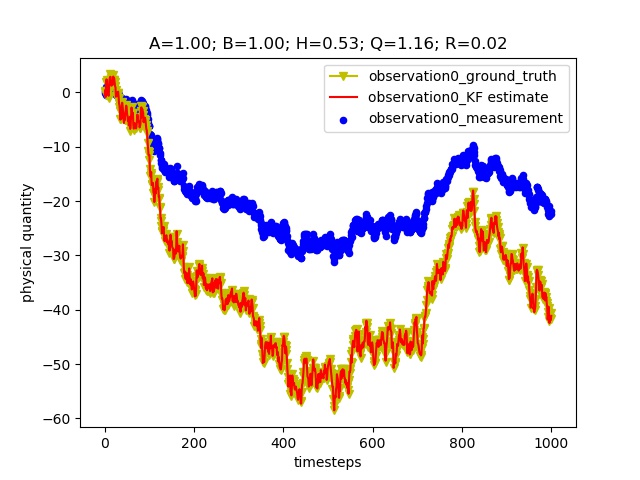 A=1.00; B=1.00; H=0.53; Q=1.16; R=0.02
observation0_ground_truth
observation0_KF estimate
observation0_measurement
physical quantity
0
−10
−20
−30
−40
−50
−60
0 200 400 600 800 1000
timesteps